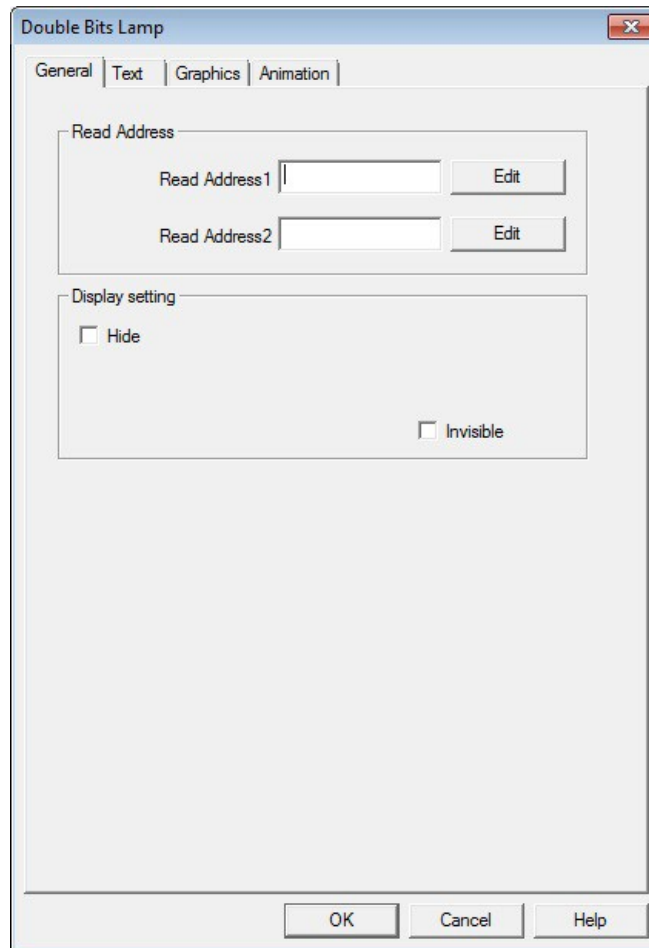 Double Bits Lamp
General Text Graphics Animation
Read Address
Read Address1 Edit
Read Address2 Edit
Display setting
Hide
Invisible
OK Cancel Help